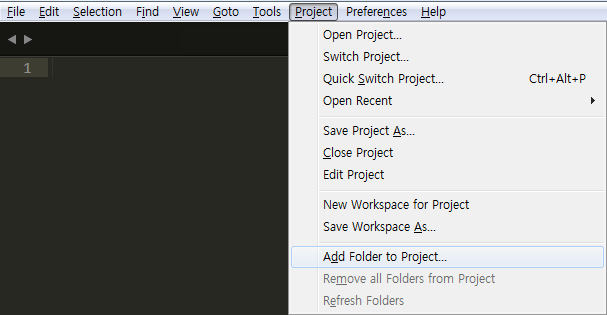 File Edit Selection Find View Goto Tools Project Preferences Help
1
Open Project...
Switch Project...
Quick Switch Project... Ctrl+Alt+P
Open Recent
Save Project As...
Close Project
Edit Project
New Workspace for Project
Save Workspace As...
Add Folder to Project...
Remove all Folders from Project
Refresh Folders